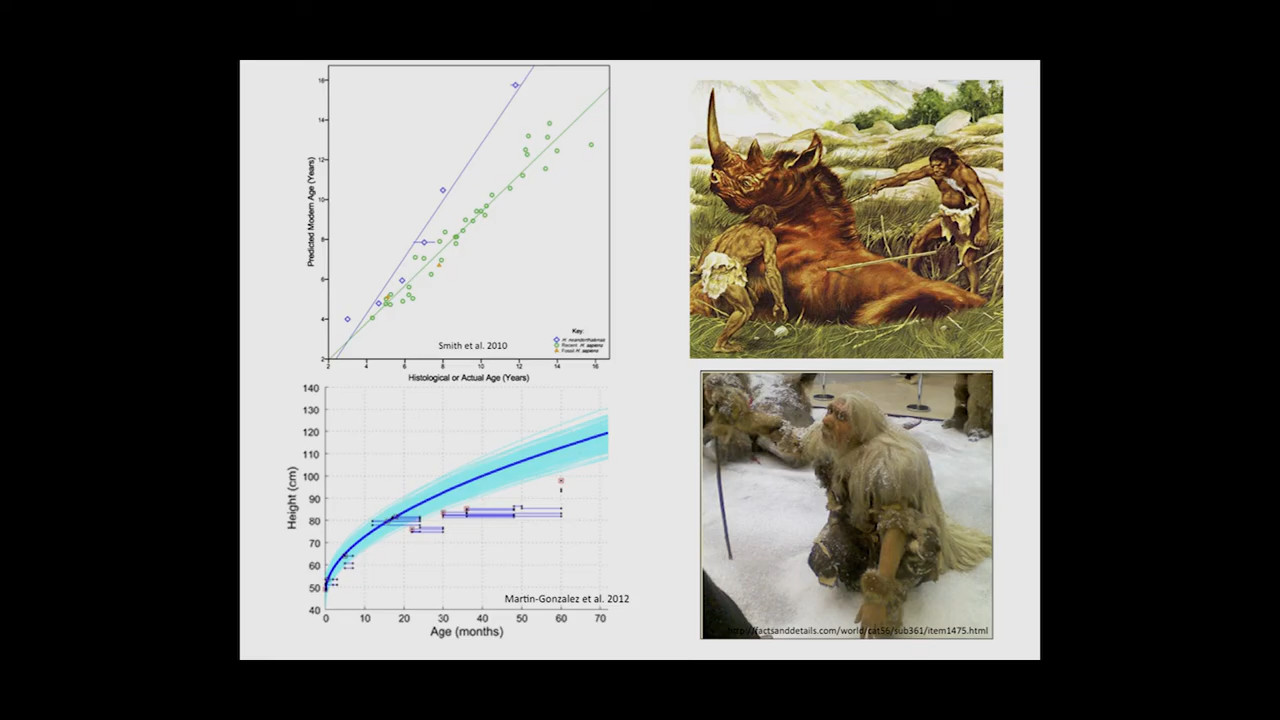 16
14
12
10
8
6
4
2
Predicted Modern Age (Years)
Smith et al. 2010
Key:
H. neanderthalensis
Recent H. sapiens
Fossil H. sapiens
2 4 6 8 10 12 14 16
Histological or Actual Age (Years)
140
130
120
110
100
90
80
70
60
50
40
Height (cm)
Martin-Gonzalez et al. 2012
0 10 20 30 40 50 60 70
Age (months)
http://factsanddetails.com/world/cat56/sub361/item1475.html